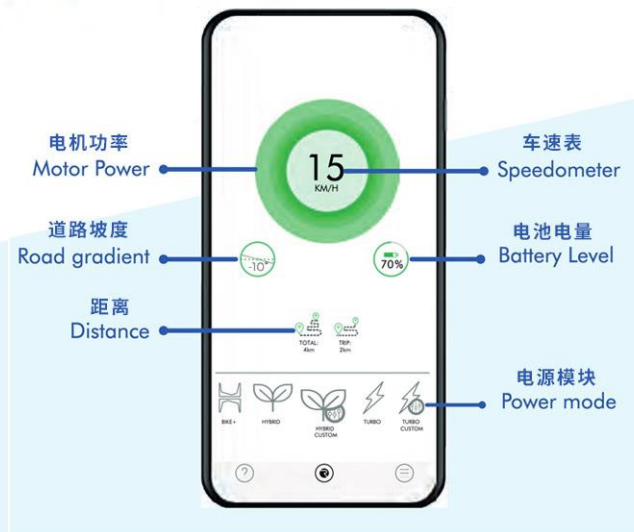 电机功率
Motor Power
车速表
Speedometer
15
KM/H
道路坡度
Road gradient
-10°
电池电量
Battery Level
70%
距离
Distance
TOTAL:
4km
TRIP:
2km
电源模块
Power mode
BIKE+
HYBRID
HYBRID
CUSTOM
TURBO
TURBO
CUSTOM
?